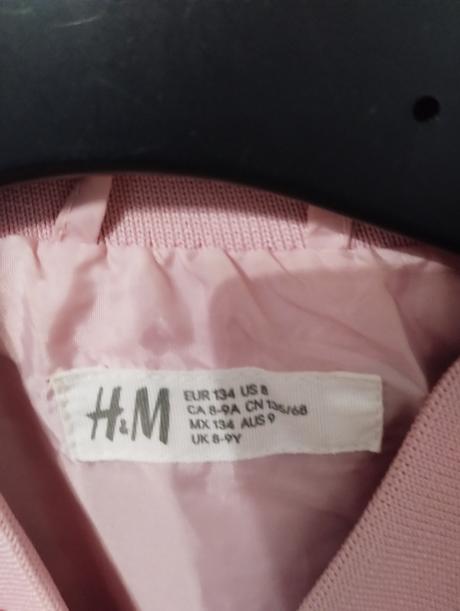 H&M
EUR 134 US 8
CA 8-9A CN 135/68
MX 134 AUS 9
UK 8-9Y